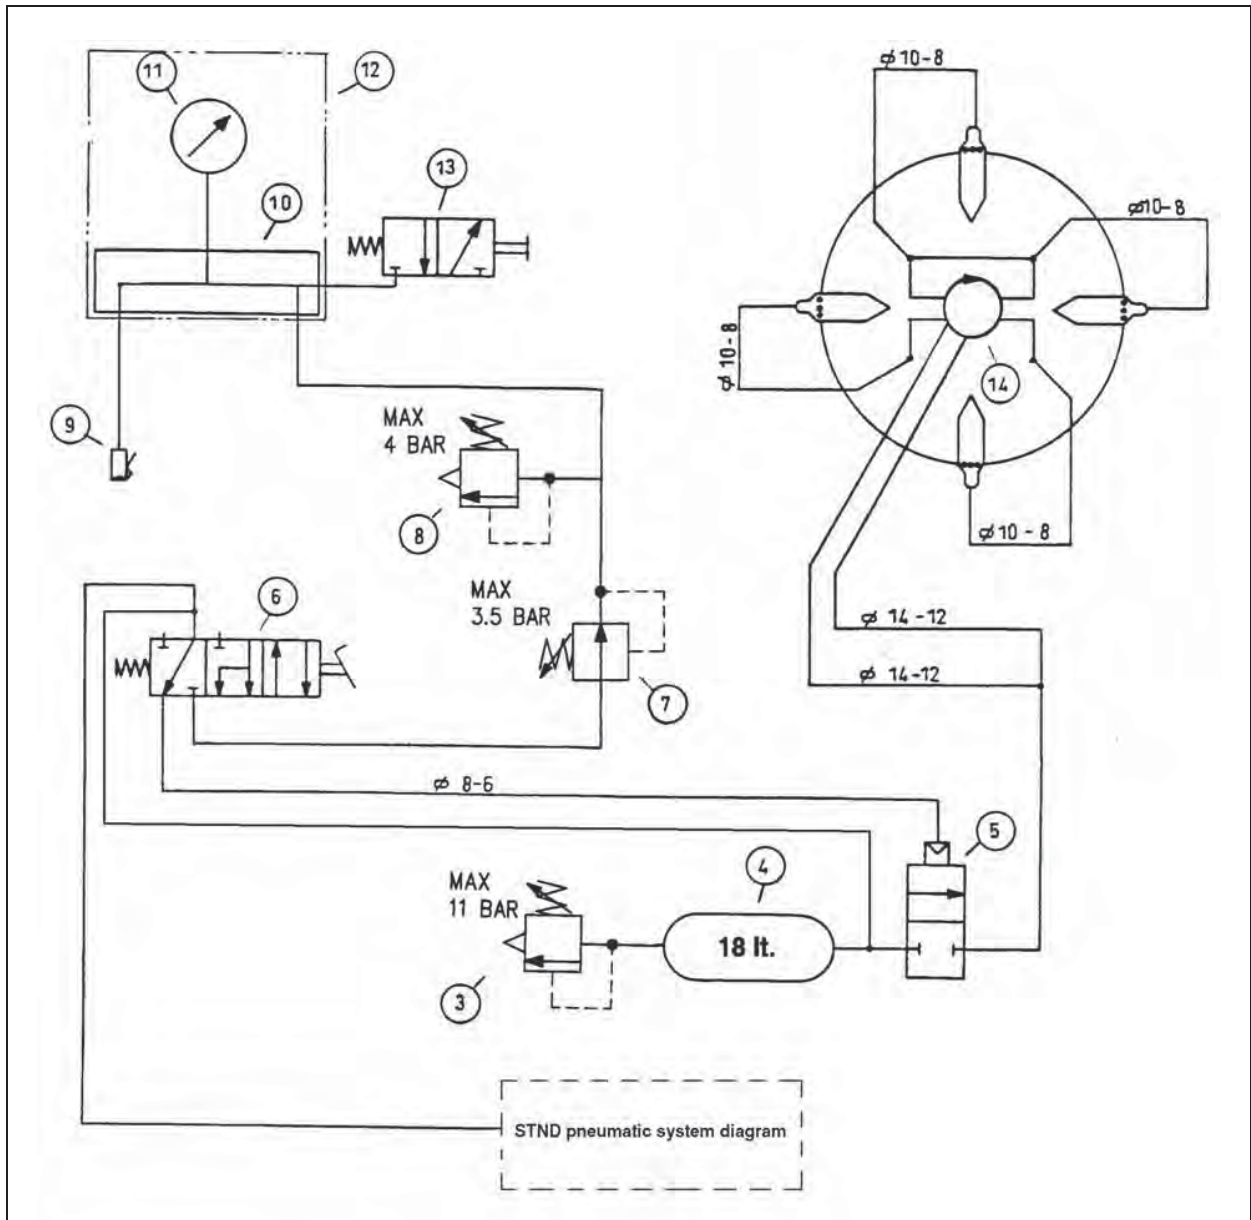 11
12
ø 10-8
13
10
ø10-8
ø 10-8
14
9
MAX
4 BAR
8
ø 10-8
6
MAX
3.5 BAR
7
ø 14-12
ø 14-12
ø 8-6
5
4
MAX
11 BAR
18 lt.
3
STND pneumatic system diagram